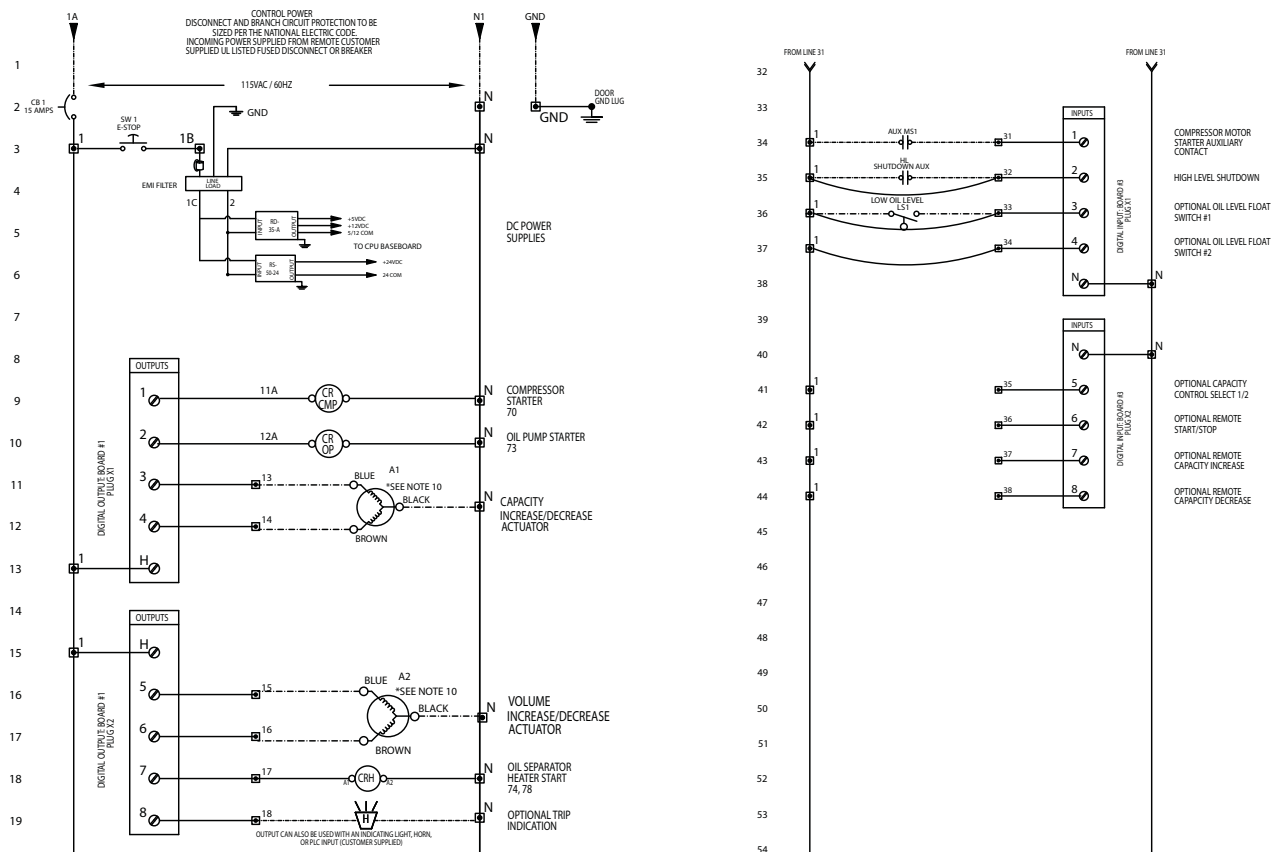 CONTROL POWER
DISCONNECT AND BRANCH CIRCUIT PROTECTION TO BE
SIZED PER THE NATIONAL ELECTRIC CODE.
INCOMING POWER SUPPLIED FROM REMOTE CUSTOMER
SUPPLIED UL LISTED FUSED DISCONNECT OR BREAKER
1A
N1
GND
1
115VAC / 60HZ
2
CB 1
15 AMPS
GND
N
GND
DOOR
GND LUG
3
1
SW 1
E-STOP
1B
N
4
EMI FILTER
LINE
LOAD
1C
2
5
INPUT
RD-
35-A
OUTPUT
+5VDC
+12VDC
5/12 COM
TO CPU BASEBOARD
DC POWER
SUPPLIES
6
INPUT
RS-
50-24
OUTPUT
+24VDC
24 COM
7
8
OUTPUTS
DIGITAL OUTPUT: BOARD #1
PLUG X1
9
1
11A
CR
CMP
N
COMPRESSOR
STARTER
70
10
2
12A
CR
OP
N
OIL PUMP STARTER
73
11
3
13
BLUE
A1
*SEE NOTE 10
BLACK
N
CAPACITY
INCREASE/DECREASE
ACTUATOR
12
4
14
BROWN
13
1
H
14
OUTPUTS
DIGITAL OUTPUT: BOARD #1
PLUG X2
15
1
H
16
5
15
BLUE
A2
*SEE NOTE 10
BLACK
N
VOLUME
INCREASE/DECREASE
ACTUATOR
17
6
16
BROWN
18
7
17
A1
CRH
A2
N
OIL SEPARATOR
HEATER START
74, 78
19
8
18
H
N
OPTIONAL TRIP
INDICATION
OUTPUT CAN ALSO BE USED WITH AN INDICATING LIGHT, HORN,
OR PLC INPUT (CUSTOMER SUPPLIED)
FROM LINE 31
FROM LINE 31
32
33
INPUTS
DIGITAL INPUT: BOARD #3
PLUG X1
34
1
AUX MS1
31
1
COMPRESSOR MOTOR
STARTER AUXILIARY
CONTACT
35
1
HL
SHUTDOWN AUX
32
2
HIGH LEVEL SHUTDOWN
36
1
LOW OIL LEVEL
LS1
33
3
OPTIONAL OIL LEVEL FLOAT
SWITCH #1
37
1
34
4
OPTIONAL OIL LEVEL FLOAT
SWITCH #2
38
N
N
39
INPUTS
DIGITAL INPUT: BOARD #3
PLUG X2
40
N
N
41
1
35
5
OPTIONAL CAPACITY
CONTROL SELECT 1/2
42
1
36
6
OPTIONAL REMOTE
START/STOP
43
1
37
7
OPTIONAL REMOTE
CAPACITY INCREASE
44
1
38
8
OPTIONAL REMOTE
CAPAPCITY DECREASE
45
46
47
48
49
50
51
52
53
54